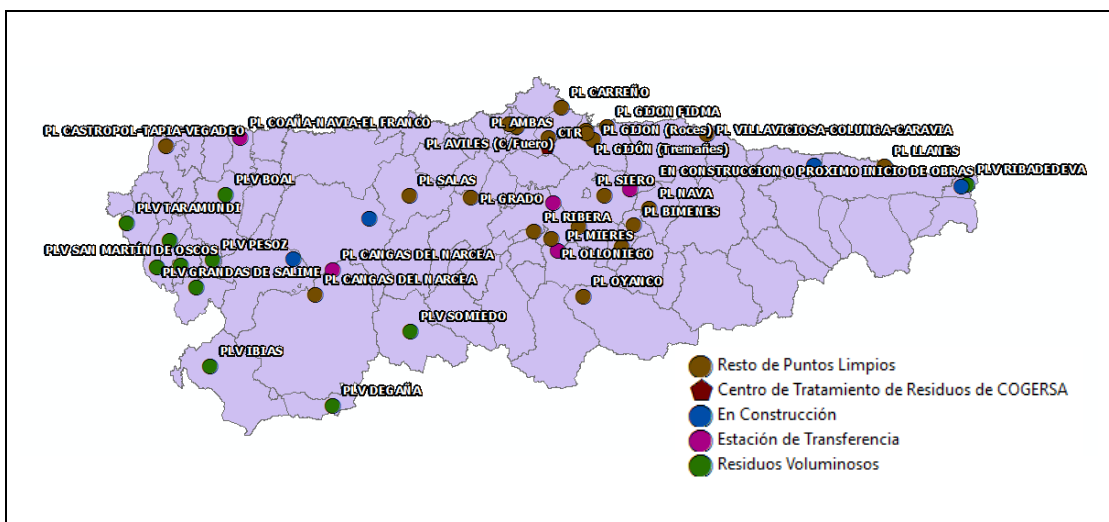 PL CARREÑO
PL GIJON EIDMA
PL AMBAS
PL COAÑA-NAVIA-EL FRANCO
PL CASTROPOL-TAPIA-VEGADEO
PL GIJON (Roces)
PL VILLAVICIOSA-COLUNGA-CARAVIA
CTR
PL AVILES (C/Fuero)
PL GIJÓN (Tremañes)
PL LLANES
EN CONSTRUCCION O PROXIMO INICIO DE OBRAS
PLV RIBADEDEVA
PLV BOAL
PL SALAS
PL SIERO
PL NAVA
PL GRADO
PLV TARAMUNDI
PL RIBERA
PL BIMENES
PL MIERES
PLV SAN MARTÍN DE OSCOS
PLV PESOZ
PL CANGAS DEL NARCEA
PL OLLONIEGO
PLV GRANDAS DE SALIME
PL CANGAS DEL NARCEA
PL OYANCO
PLV SOMIEDO
PLV IBIAS
PLV DEGAÑA
Resto de Puntos Limpios
Centro de Tratamiento de Residuos de COGERSA
En Construcción
Estación de Transferencia
Residuos Voluminosos